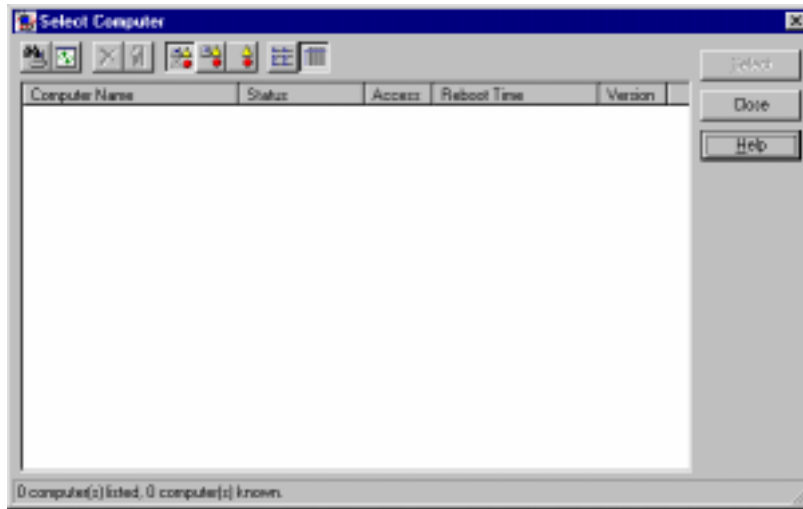 Select Computer
Select
Computer Name Status Access Reboot Time Version
Close
Help
0 computer(s) listed, 0 computer(s) known.